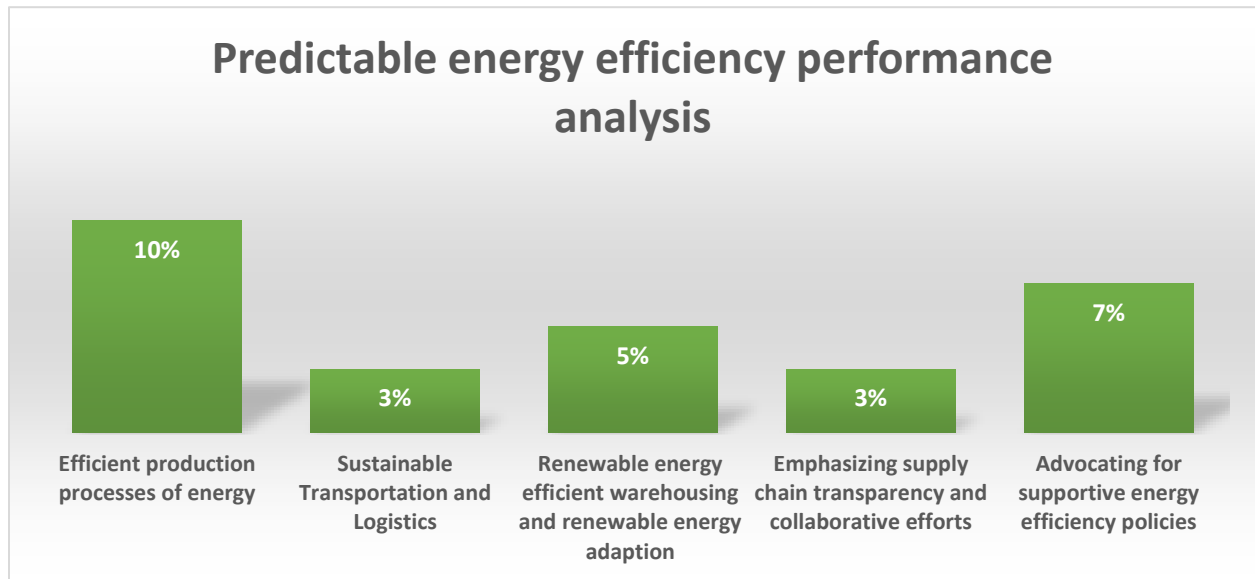 Predictable energy efficiency performance
analysis
10%
3%
5%
3%
7%
Efficient production
processes of energy
Sustainable
Transportation and
Logistics
Renewable energy
efficient warehousing
and renewable energy
adaption
Emphasizing supply
chain transparency and
collaborative efforts
Advocating for
supportive energy
efficiency policies